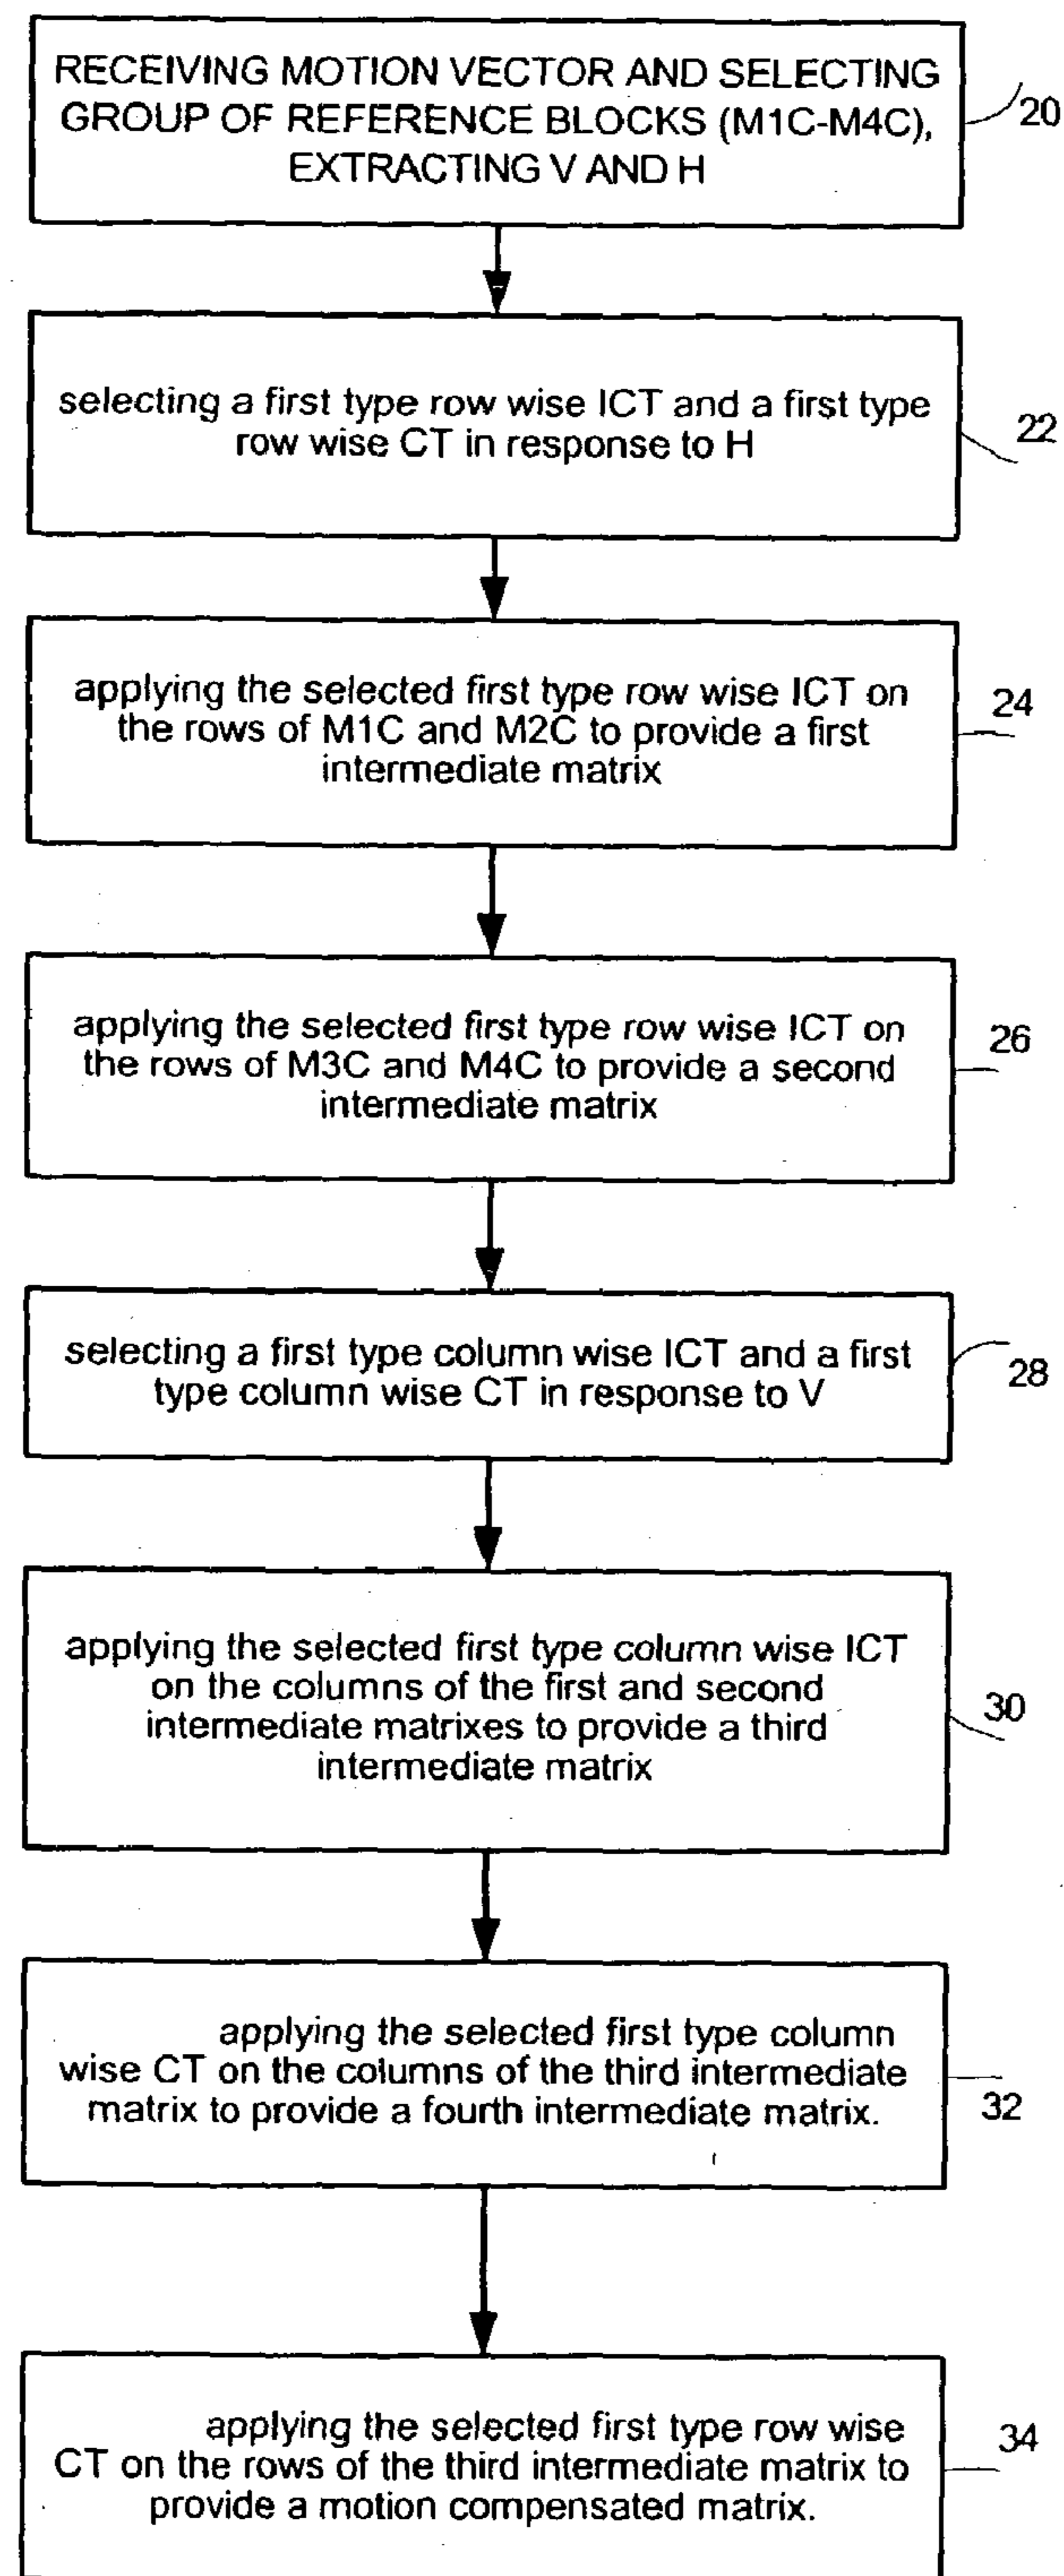 RECEIVING MOTION VECTOR AND SELECTING
GROUP OF REFERENCE BLOCKS (M1C-M4C),
EXTRACTING V AND H
20
selecting a first type row wise ICT and a first type
row wise CT in response to H
22
applying the selected first type row wise ICT on
the rows of M1C and M2C to provide a first
intermediate matrix
24
applying the selected first type row wise ICT on
the rows of M3C and M4C to provide a second
intermediate matrix
26
selecting a first type column wise ICT and a first
type column wise CT in response to V
28
applying the selected first type column wise ICT
on the columns of the first and second
intermediate matrixes to provide a third
intermediate matrix
30
applying the selected first type column
wise CT on the columns of the third intermediate
matrix to provide a fourth intermediate matrix.
32
applying the selected first type row wise
CT on the rows of the third intermediate matrix to
provide a motion compensated matrix.
34